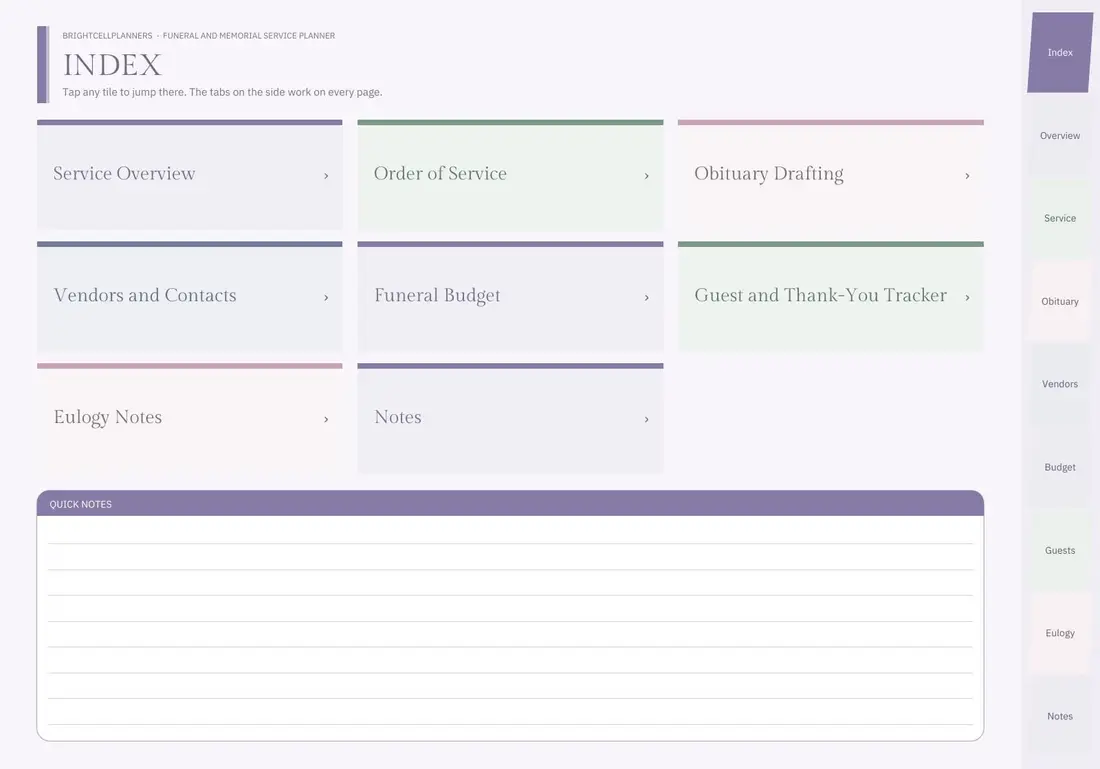 BRIGHTCELLPLANNERS · FUNERAL AND MEMORIAL SERVICE PLANNER
INDEX
Tap any tile to jump there. The tabs on the side work on every page.
Service Overview ›
Order of Service ›
Obituary Drafting ›
Vendors and Contacts ›
Funeral Budget ›
Guest and Thank-You Tracker ›
Eulogy Notes ›
Notes ›
QUICK NOTES
Index
Overview
Service
Obituary
Vendors
Budget
Guests
Eulogy
Notes